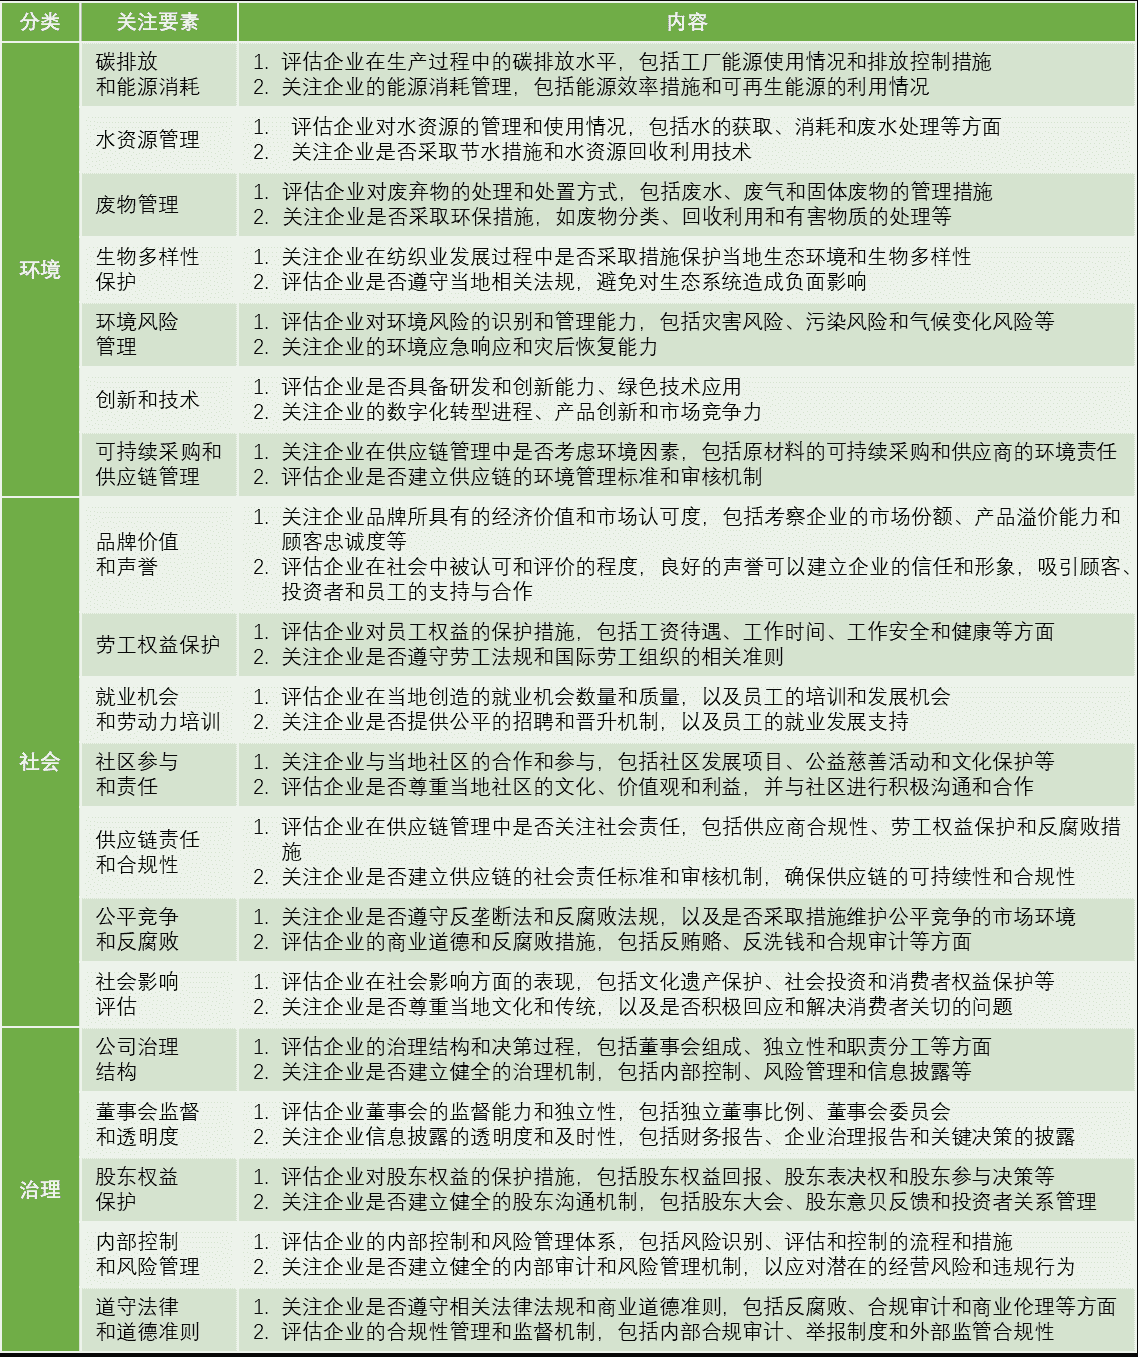 分类 关注要素 内容
环境
碳排放
和能源消耗
1. 评估企业在生产过程中的碳排放水平，包括工厂能源使用情况和排放控制措施
2. 关注企业的能源消耗管理，包括能源效率措施和可再生能源的利用情况
水资源管理
1. 评估企业对水资源的管理和使用情况，包括水的获取、消耗和废水处理等方面
2. 关注企业是否采取节水措施和水资源回收利用技术
废物管理
1. 评估企业对废弃物的处理和处置方式，包括废水、废气和固体废物的管理措施
2. 关注企业是否采取环保措施，如废物分类、回收利用和有害物质的处理等
生物多样性
保护
1. 关注企业在纺织业发展过程中是否采取措施保护当地生态环境和生物多样性
2. 评估企业是否遵守当地相关法规，避免对生态系统造成负面影响
环境风险
管理
1. 评估企业对环境风险的识别和管理能力，包括灾害风险、污染风险和气候变化风险等
2. 关注企业的环境应急响应和灾后恢复能力
创新和技术
1. 评估企业是否具备研发和创新能力、绿色技术应用
2. 关注企业的数字化转型进程、产品创新和市场竞争力
可持续采购和
供应链管理
1. 关注企业在供应链管理中是否考虑环境因素，包括原材料的可持续采购和供应商的环境责任
2. 评估企业是否建立供应链的环境管理标准和审核机制
社会
品牌价值
和声誉
1. 关注企业品牌所具有的经济价值和市场认可度，包括考察企业的市场份额、产品溢价能力和
顾客忠诚度等
2. 评估企业在社会中被认可和评价的程度，良好的声誉可以建立企业的信任和形象，吸引顾客、
投资者和员工的支持与合作
劳工权益保护
1. 评估企业对员工权益的保护措施，包括工资待遇、工作时间、工作安全和健康等方面
2. 关注企业是否遵守劳工法规和国际劳工组织的相关准则
就业机会
和劳动力培训
1. 评估企业在当地创造的就业机会数量和质量，以及员工的培训和发展机会
2. 关注企业是否提供公平的招聘和晋升机制，以及员工的就业发展支持
社区参与
和责任
1. 关注企业与当地社区的合作和参与，包括社区发展项目、公益慈善活动和文化保护等
2. 评估企业是否尊重当地社区的文化、价值观和利益，并与社区进行积极沟通和合作
供应链责任
和合规性
1. 评估企业在供应链管理中是否关注社会责任，包括供应商合规性、劳工权益保护和反腐败措
施
2. 关注企业是否建立供应链的社会责任标准和审核机制，确保供应链的可持续性和合规性
公平竞争
和反腐败
1. 关注企业是否遵守反垄断法和反腐败法规，以及是否采取措施维护公平竞争的市场环境
2. 评估企业的商业道德和反腐败措施，包括反贿赂、反洗钱和合规审计等方面
社会影响
评估
1. 评估企业在社会影响方面的表现，包括文化遗产保护、社会投资和消费者权益保护等
2. 关注企业是否尊重当地文化和传统，以及是否积极回应和解决消费者关切的问题
治理
公司治理
结构
1. 评估企业的治理结构和决第过程，包括董事会组成、独立性和职责分工等方面
2. 关注企业是否建立健全的治理机制，包括内部控制、风险管理和信息披露等
董事会监督
和透明度
1. 评估企业董事会的监督能力和独立性，包括独立董事比例、董事会委员会
2. 关注企业信息披露的透明度和及时性，包括财务报告、企业治理报告和关键决策的披露
股东权益
保护
1. 评估企业对股东权益的保护措施，包括股东权益回报、股东表决权和股东参与决策等
2. 关注企业是否建立健全的股东沟通机制，包括股东大会、股东意贝反馈和投资者关系管理
内部控制
和风险管理
1. 评估企业的内部控制和风险管理体系，包括风险识别、评估和控制的流程和措施
2. 关注企业是否建立健全的内部审计和风险管理机制，以应对潜在的经营风险和违规行为
道守法律
和道德准则
1. 关注企业是否遵守相关法律法规和商业道德准则，包括反腐败、合规审计和商业伦理等方面
2. 评估企业的合规性管理和监督机制，包括内部合规审计、举报制度和外部监管合规性